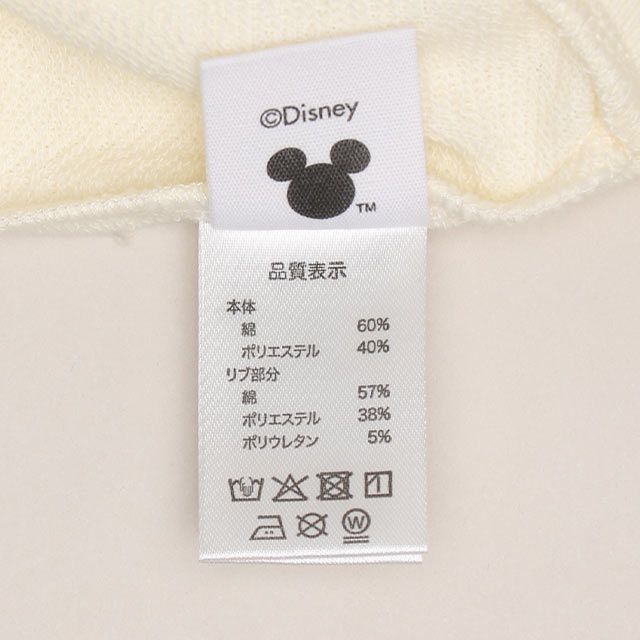 ©Disney
TM
品質表示
本体
綿 60%
ポリエステル 40%
リブ部分
綿 57%
ポリエステル 38%
ポリウレタン 5%
W